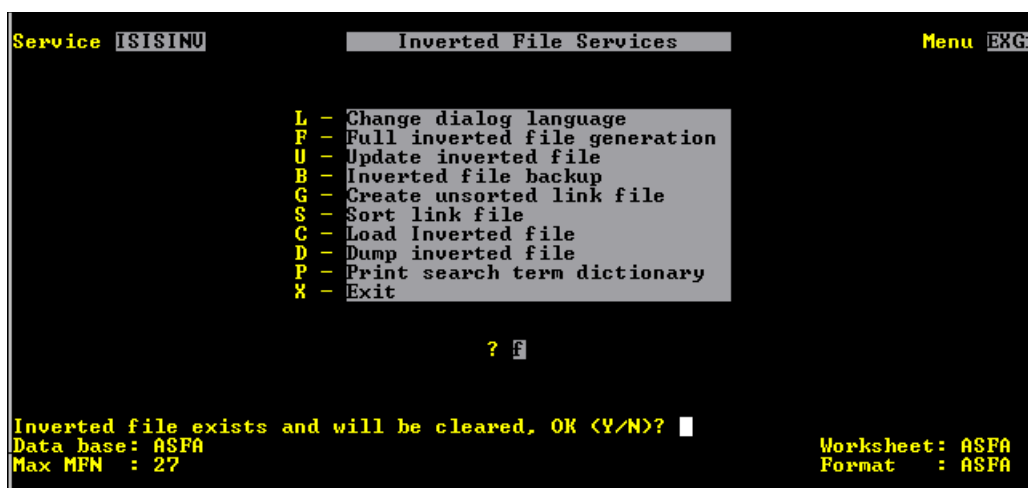 Service ISISINV Inverted File Services Menu EXG
L - Change dialog language
F - Full inverted file generation
U - Update inverted file
B - Inverted file backup
G - Create unsorted link file
S - Sort link file
C - Load Inverted file
D - Dump inverted file
P - Print search term dictionary
X - Exit
? f
Inverted file exists and will be cleared, OK (Y/N)?
Data base: ASFA Worksheet: ASFA
Max MFN : 27 Format : ASFA